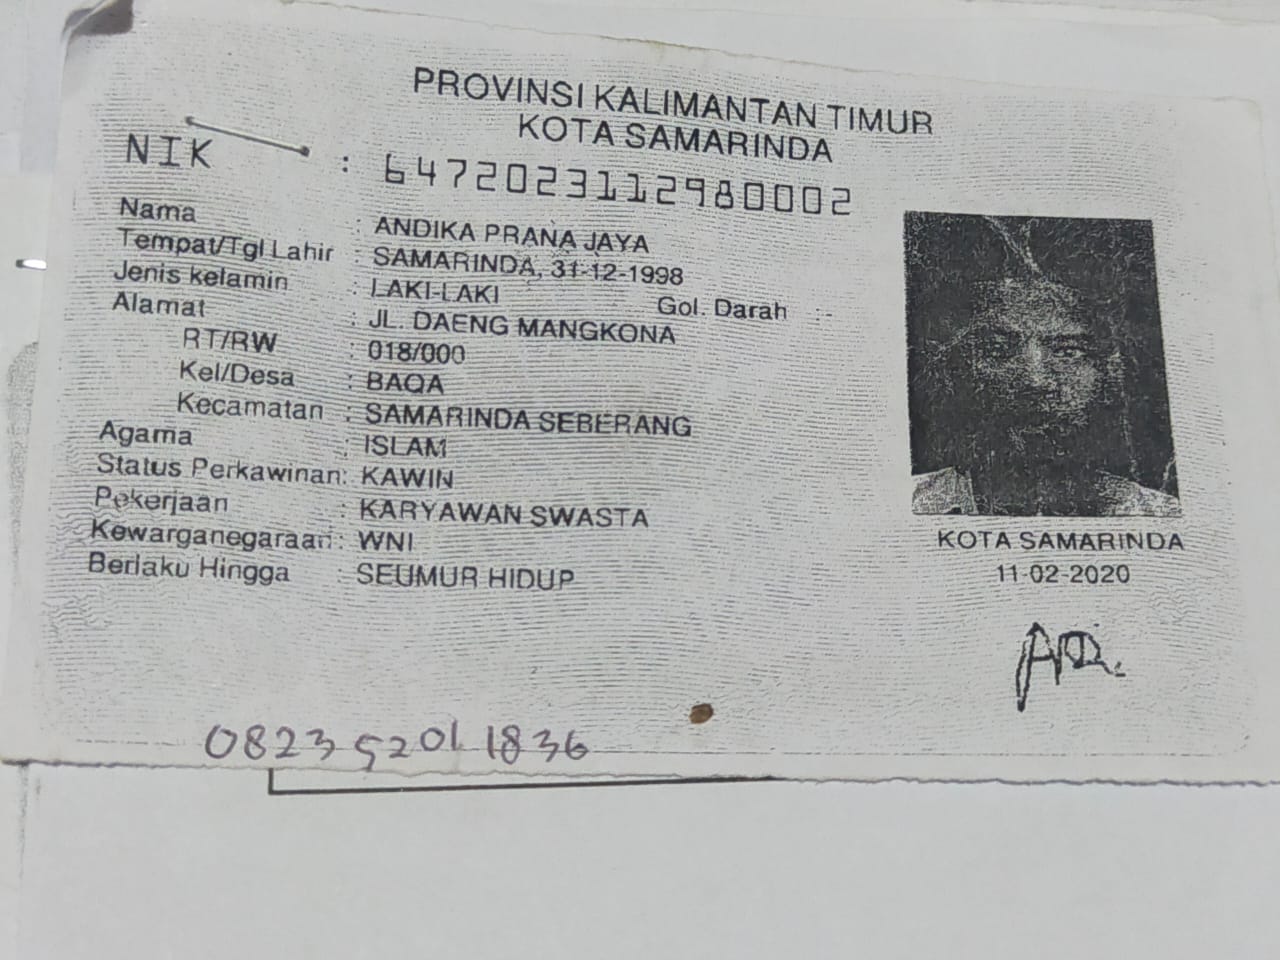 PROVINSI KALIMANTAN TIMUR
KOTA SAMARINDA
NIK : 6472023112980002
Nama : ANDIKA PRANA JAYA
Tempat/Tgl Lahir : SAMARINDA, 31-12-1998
Jenis kelamin : LAKI-LAKI Gol. Darah :-
Alamat : JL. DAENG MANGKONA
RT/RW : 018/000
Kel/Desa : BAQA
Kecamatan : SAMARINDA SEBERANG
Agama : ISLAM
Status Perkawinan: KAWIN
Pekerjaan : KARYAWAN SWASTA
Kewarganegaraan: WNI
Berlaku Hingga : SEUMUR HIDUP
KOTA SAMARINDA
11-02-2020
0823 5201 1836